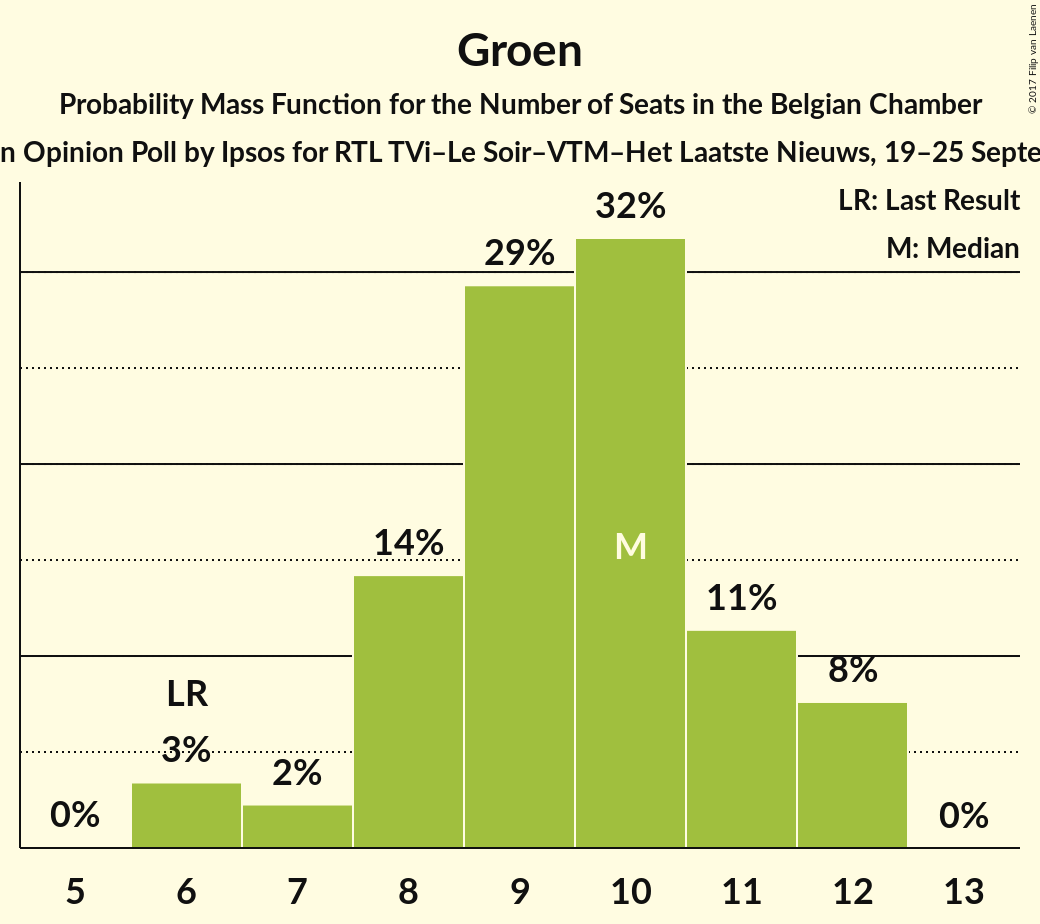 Groen
Probability Mass Function for the Number of Seats in the Belgian Chamber
n Opinion Poll by Ipsos for RTL TVi–Le Soir–VTM–Het Laatste Nieuws, 19–25 Septe
© 2017 Filip van Laenen
LR: Last Result
M: Median
32%
29%
14%
M
11%
8%
LR
3%
2%
0%
0%
5 6 7 8 9 10 11 12 13